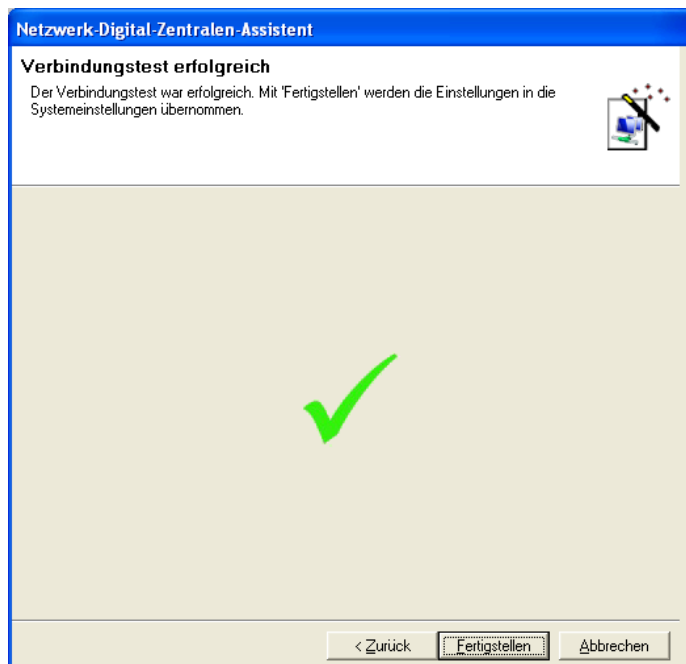 Netzwerk-Digital-Zentralen-Assistent
Verbindungstest erfolgreich
Der Verbindungstest war erfolgreich. Mit 'Fertigstellen' werden die Einstellungen in die
Systemeinstellungen übernommen.
< Zurück Fertigstellen Abbrechen